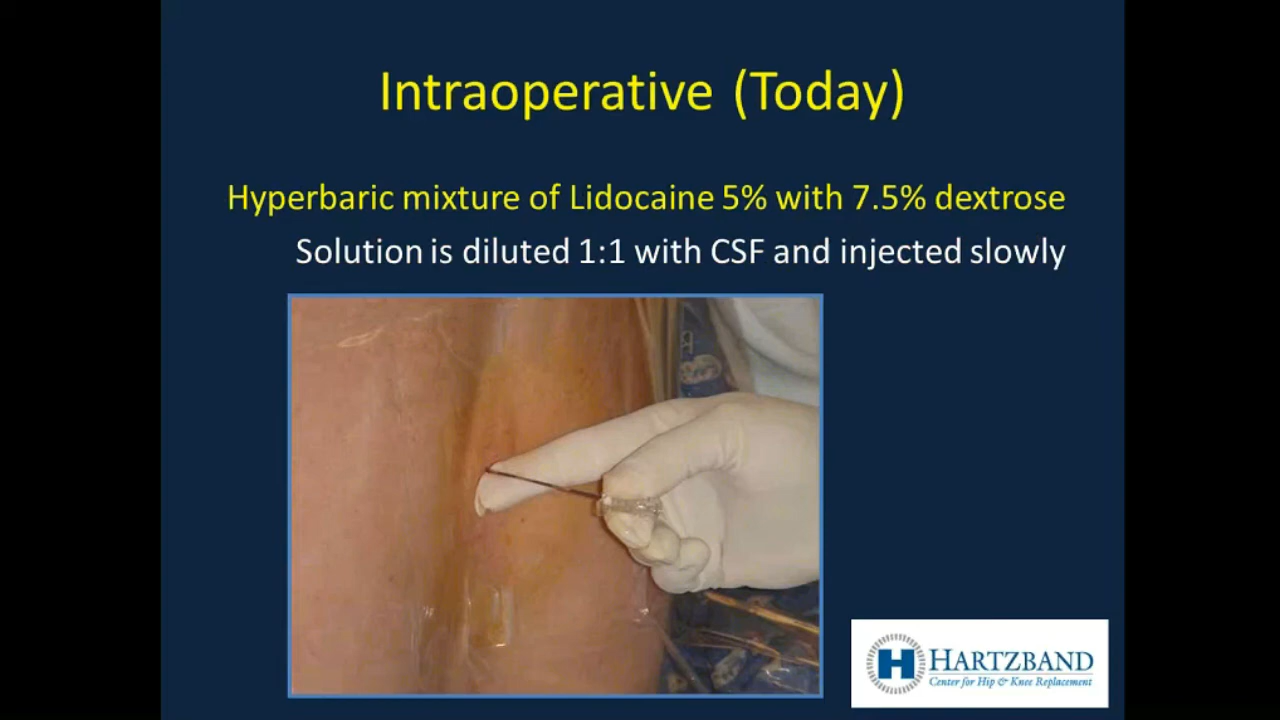 Intraoperative (Today)
Hyperbaric mixture of Lidocaine 5% with 7.5% dextrose
Solution is diluted 1:1 with CSF and injected slowly
H HARTZBAND
Center for Hip & Knee Replacement